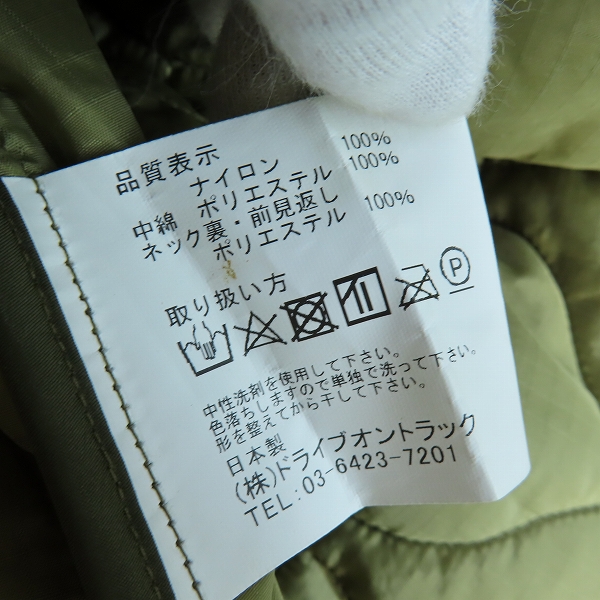 品質表示
ナイロン 100%
中綿 ポリエステル 100%
ネック裏・前見返し
ポリエステル 100%
取り扱い方
P
中性洗剤を使用して下さい。
色落ちしますので単独で洗って下さい。
形を整えてから干して下さい。
日本製
(株)ドライブオントラック
TEL:03-6423-7201